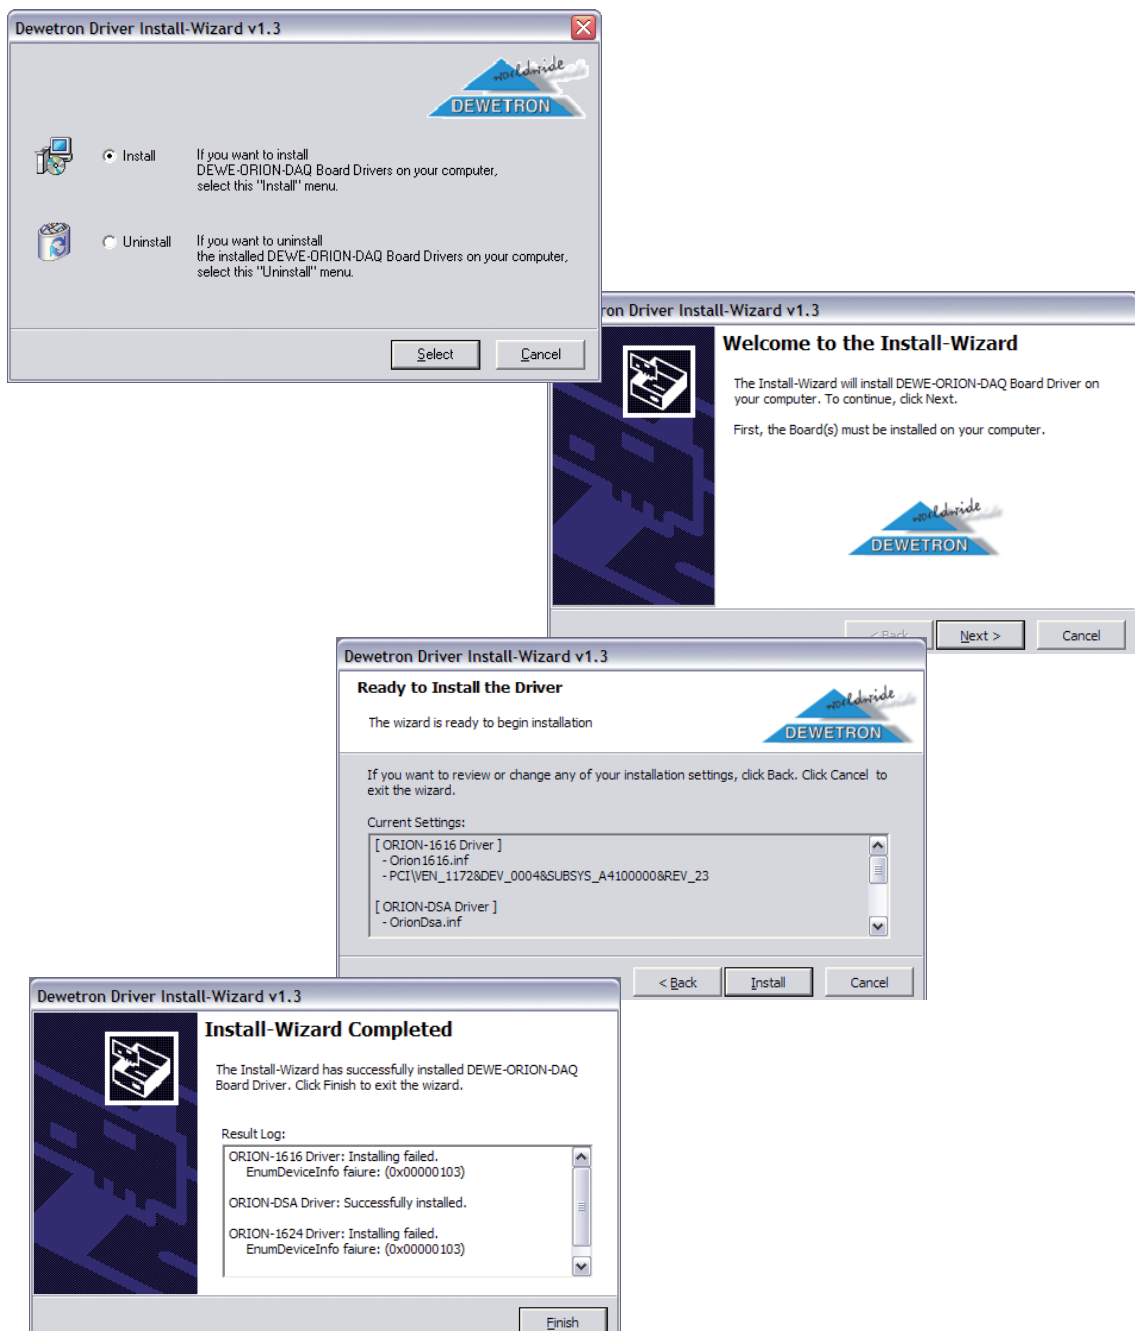 Dewetron Driver Install-Wizard v1.3
worldwide
DEWETRON
Install
If you want to install
DEWE-ORION-DAQ Board Drivers on your computer,
select this "Install" menu.
Uninstall
If you want to uninstall
the installed DEWE-ORION-DAQ Board Drivers on your computer,
select this "Uninstall" menu.
Select
Cancel
ron Driver Install-Wizard v1.3
Welcome to the Install-Wizard
The Install-Wizard will install DEWE-ORION-DAQ Board Driver on
your computer. To continue, click Next.
First, the Board(s) must be installed on your computer.
worldwide
DEWETRON
< Back
Next >
Cancel
Dewetron Driver Install-Wizard v1.3
Ready to Install the Driver
The wizard is ready to begin installation
worldwide
DEWETRON
If you want to review or change any of your installation settings, click Back. Click Cancel to
exit the wizard.
Current Settings:
[ ORION-1616 Driver ]
- Orion1616.inf
- PCI\VEN_1172&DEV_0004&SUBSYS_A4100000&REV_23
[ ORION-DSA Driver ]
- OrionDsa.inf
< Back
Install
Cancel
Dewetron Driver Install-Wizard v1.3
Install-Wizard Completed
The Install-Wizard has successfully installed DEWE-ORION-DAQ
Board Driver. Click Finish to exit the wizard.
Result Log:
ORION-1616 Driver: Installing failed.
EnumDeviceInfo faiure: (0x00000103)
ORION-DSA Driver: Successfully installed.
ORION-1624 Driver: Installing failed.
EnumDeviceInfo faiure: (0x00000103)
Finish